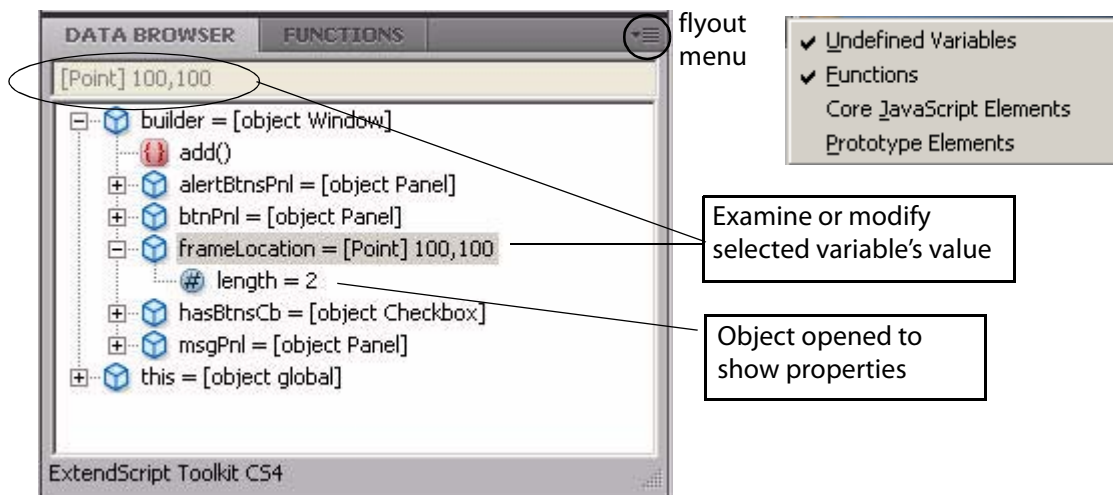 DATA BROWSER
FUNCTIONS
flyout
menu
[Point] 100,100
builder = [object Window]
{} add()
alertBtnsPnl = [object Panel]
btnPnl = [object Panel]
frameLocation = [Point] 100,100
# length = 2
hasBtnsCb = [object Checkbox]
msgPnl = [object Panel]
this = [object global]
ExtendScript Toolkit CS4
Undefined Variables
Functions
Core JavaScript Elements
Prototype Elements
Examine or modify
selected variable’s value
Object opened to
show properties